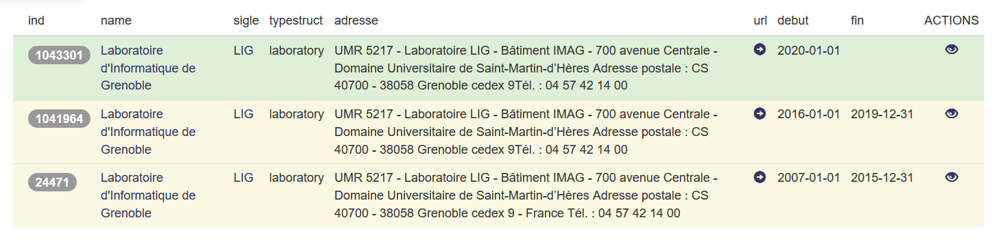 ind name sigle typestruct adresse url debut fin ACTIONS
1043301 Laboratoire LIG laboratory UMR 5217 - Laboratoire LIG - Bâtiment IMAG - 700 avenue Centrale - 2020-01-01
d'Informatique de Domaine Universitaire de Saint-Martin-d’Hères Adresse postale : CS
Grenoble 40700 - 38058 Grenoble cedex 9Tél. : 04 57 42 14 00
1041964 Laboratoire LIG laboratory UMR 5217 - Laboratoire LIG - Bâtiment IMAG - 700 avenue Centrale - 2016-01-01 2019-12-31
d'Informatique de Domaine Universitaire de Saint-Martin-d’Hères Adresse postale : CS
Grenoble 40700 - 38058 Grenoble cedex 9Tél. : 04 57 42 14 00
24471 Laboratoire LIG laboratory UMR 5217 - Laboratoire LIG - Bâtiment IMAG - 700 avenue Centrale - 2007-01-01 2015-12-31
d'Informatique de Domaine Universitaire de Saint-Martin-d’Hères Adresse postale : CS
Grenoble 40700 - 38058 Grenoble cedex 9 - France Tél. : 04 57 42 14 00